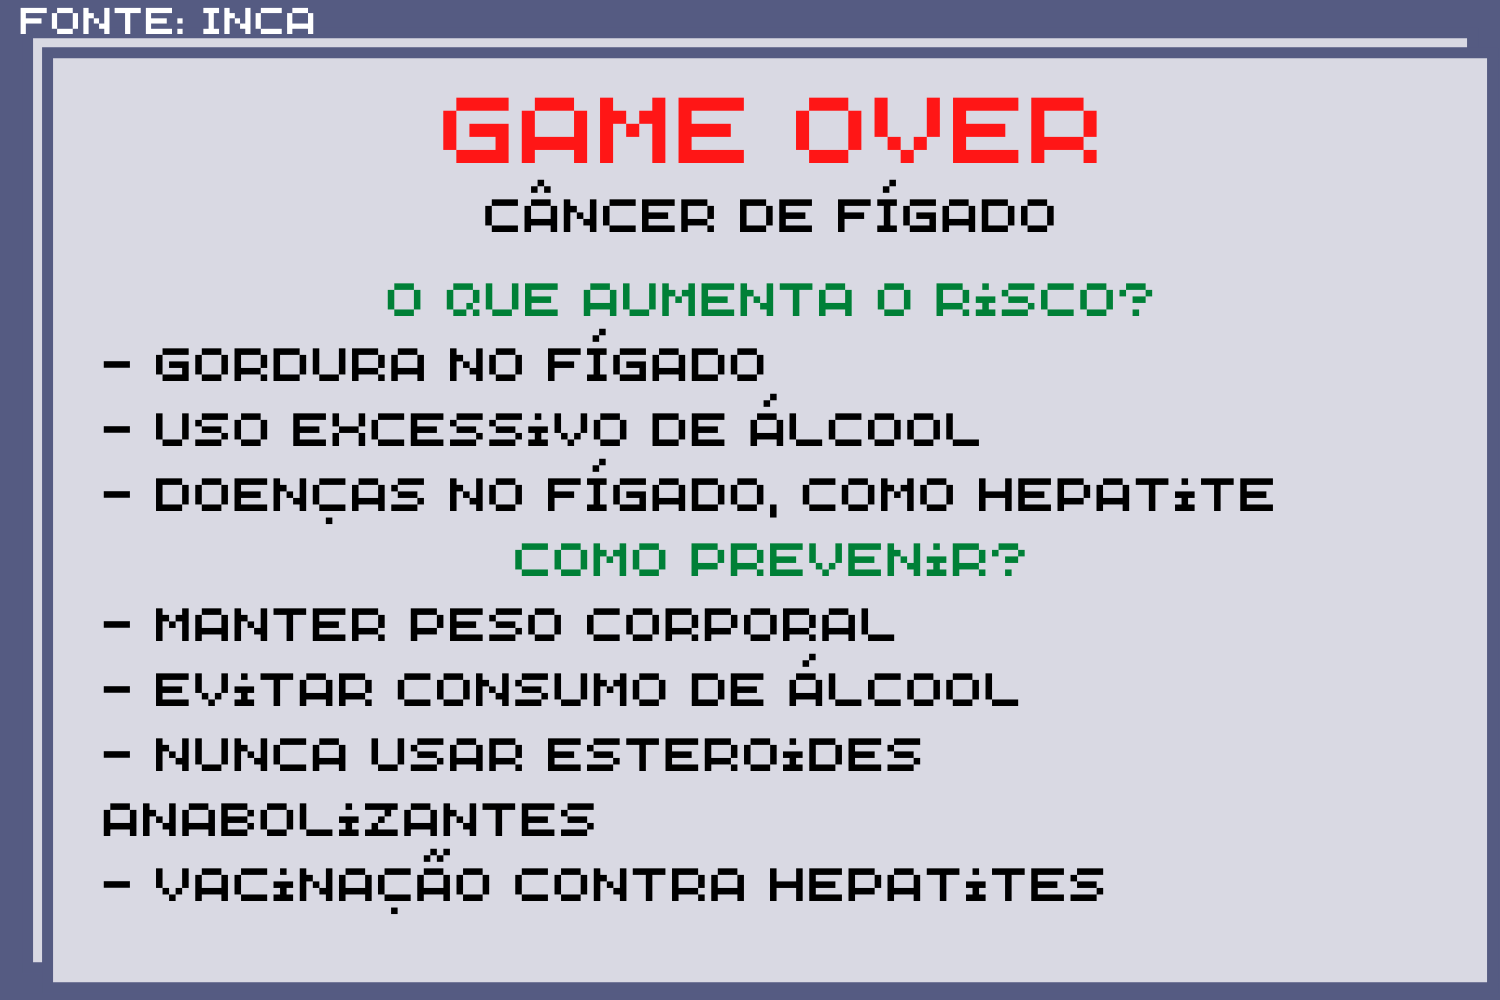 FONTE: INCA
GAME OVER
CÂNCER DE FÍGADO
O QUE AUMENTA O RiSCO?
- GORDURA NO FÍGADO
- USO EXCESSiVO DE ÁLCOOL
- DOENÇAS NO FÍGADO, COMO HEPATiTE
COMO PREVENiR?
- MANTER PESO CORPORAL
- EViTAR CONSUMO DE ÁLCOOL
- NUNCA USAR ESTEROiDES
ANABOLiZANTES
- VACiNAÇÃO CONTRA HEPATiTES